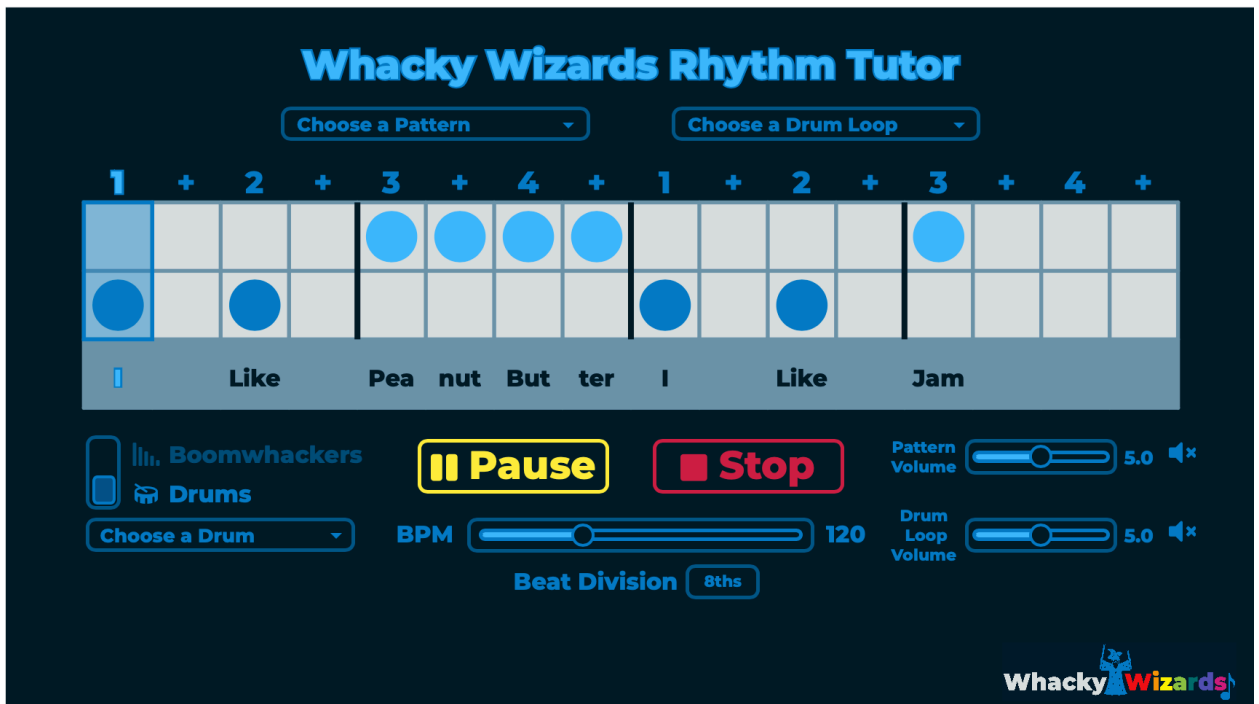 Whacky Wizards Rhythm Tutor
Choose a Pattern
Choose a Drum Loop
1 + 2 + 3 + 4 + 1 + 2 + 3 + 4 +
I Like Pea nut But ter I Like Jam
Boomwhackers
Drums
Choose a Drum
Pause
Stop
BPM
120
Beat Division
8ths
Pattern
Volume
5.0
Drum
Loop
Volume
5.0
Whacky Wizards